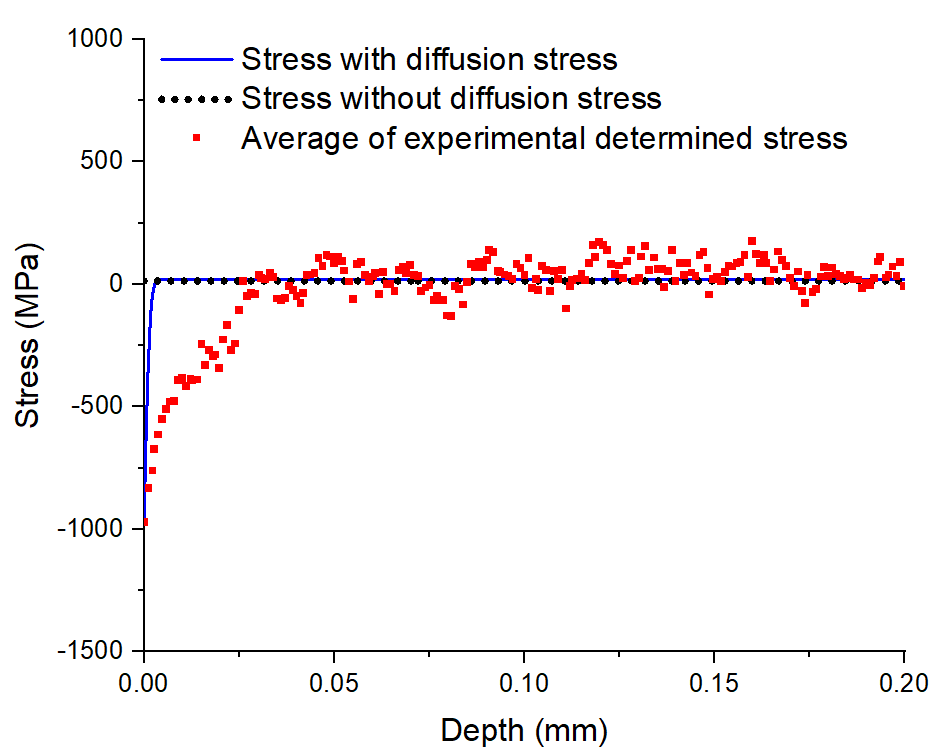 1000
500
0
-500
-1000
-1500
Stress (MPa)
Stress with diffusion stress
Stress without diffusion stress
Average of experimental determined stress
0.00
0.05
0.10
0.15
0.20
Depth (mm)